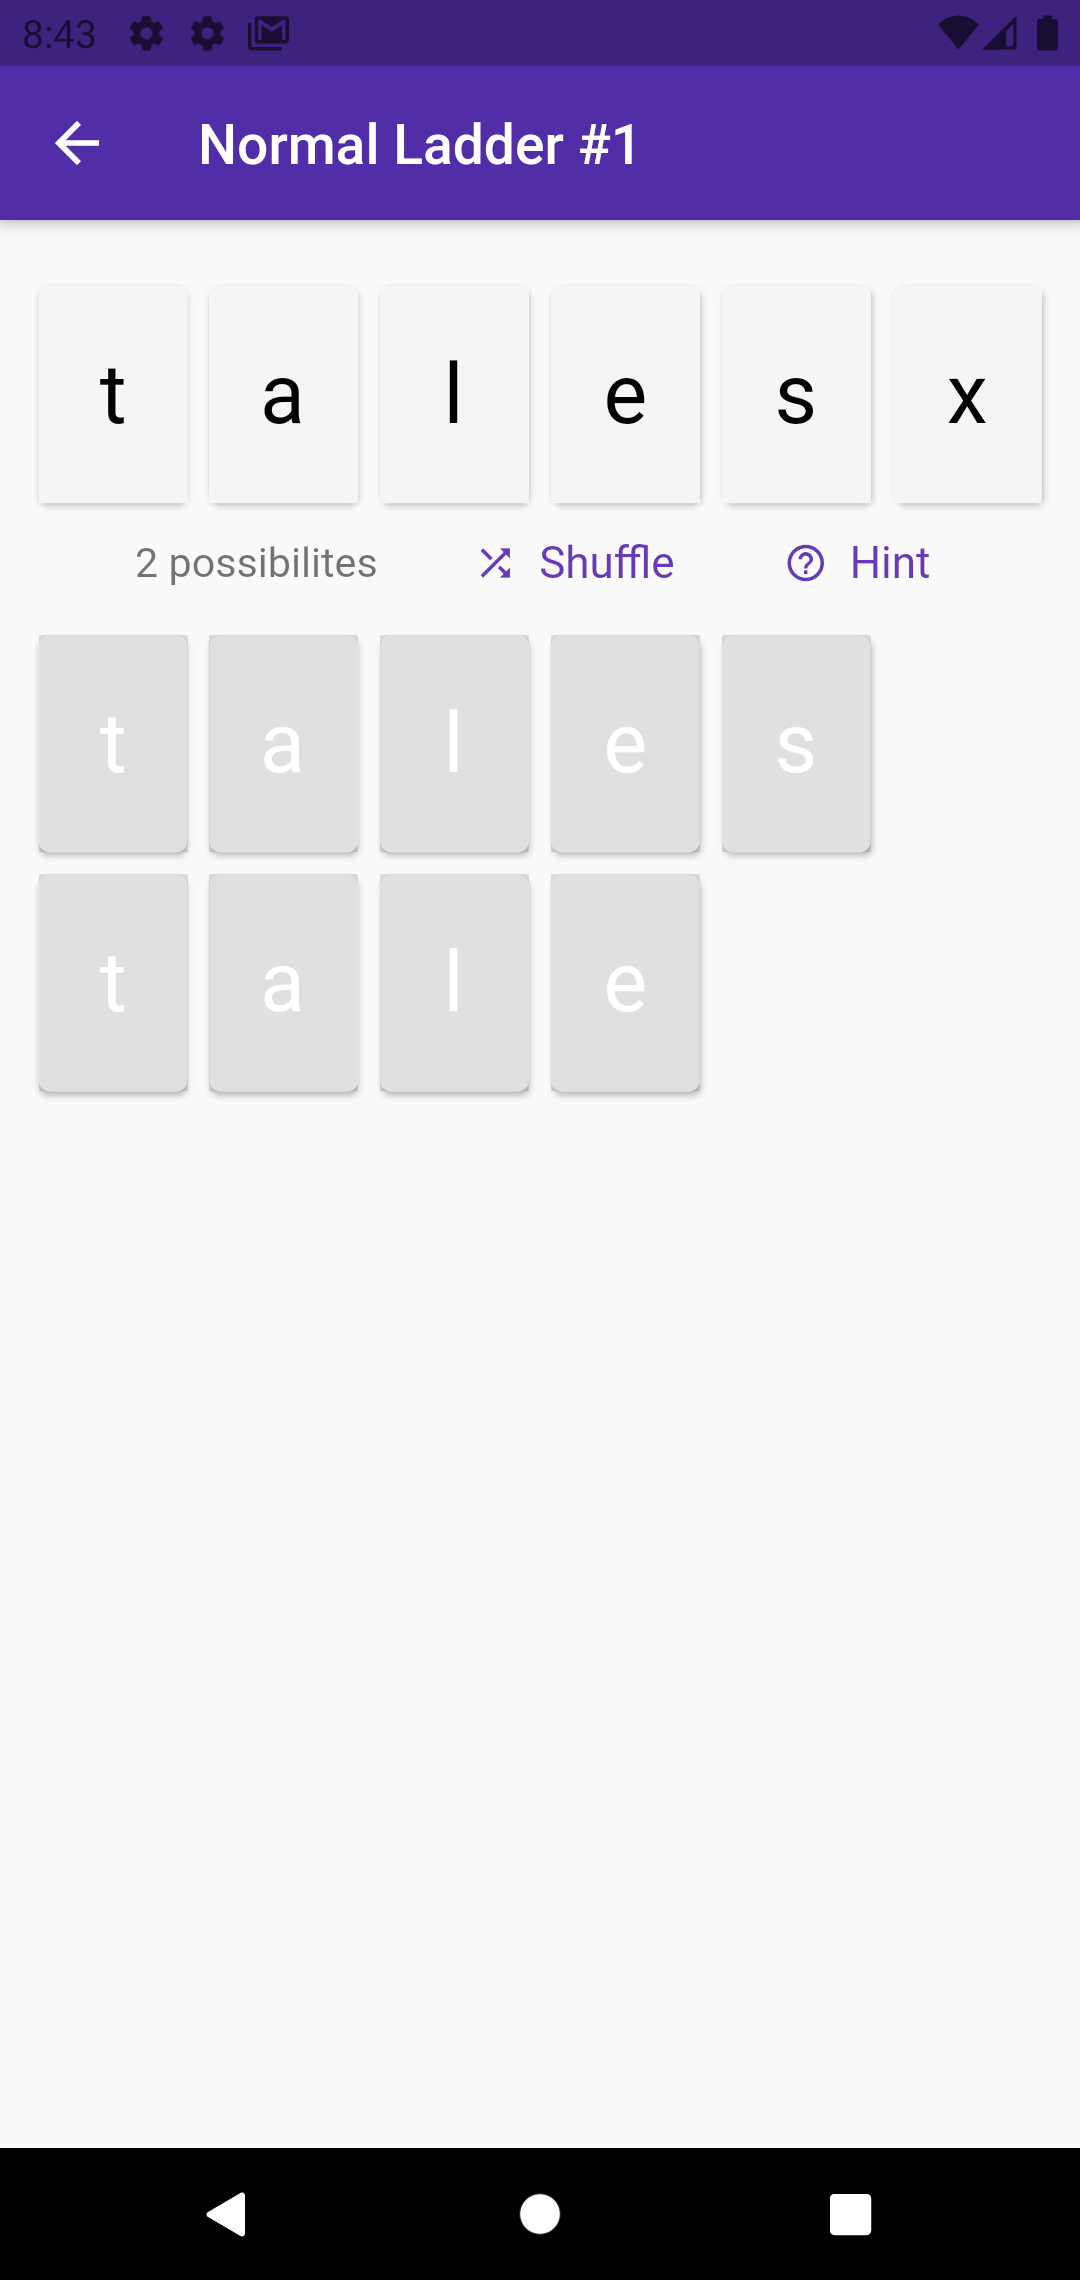 8:43
Normal Ladder #1
t a l e s x
2 possibilites Shuffle Hint
t a l e s
t a l e